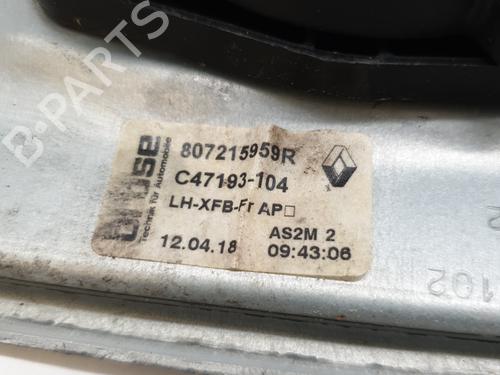 brose
Technik für Automobile
807215959R
C47193-104
LH-XFB-Fr AP□
12.04.18
AS2M 2
09:43:06
102
B-PARTS